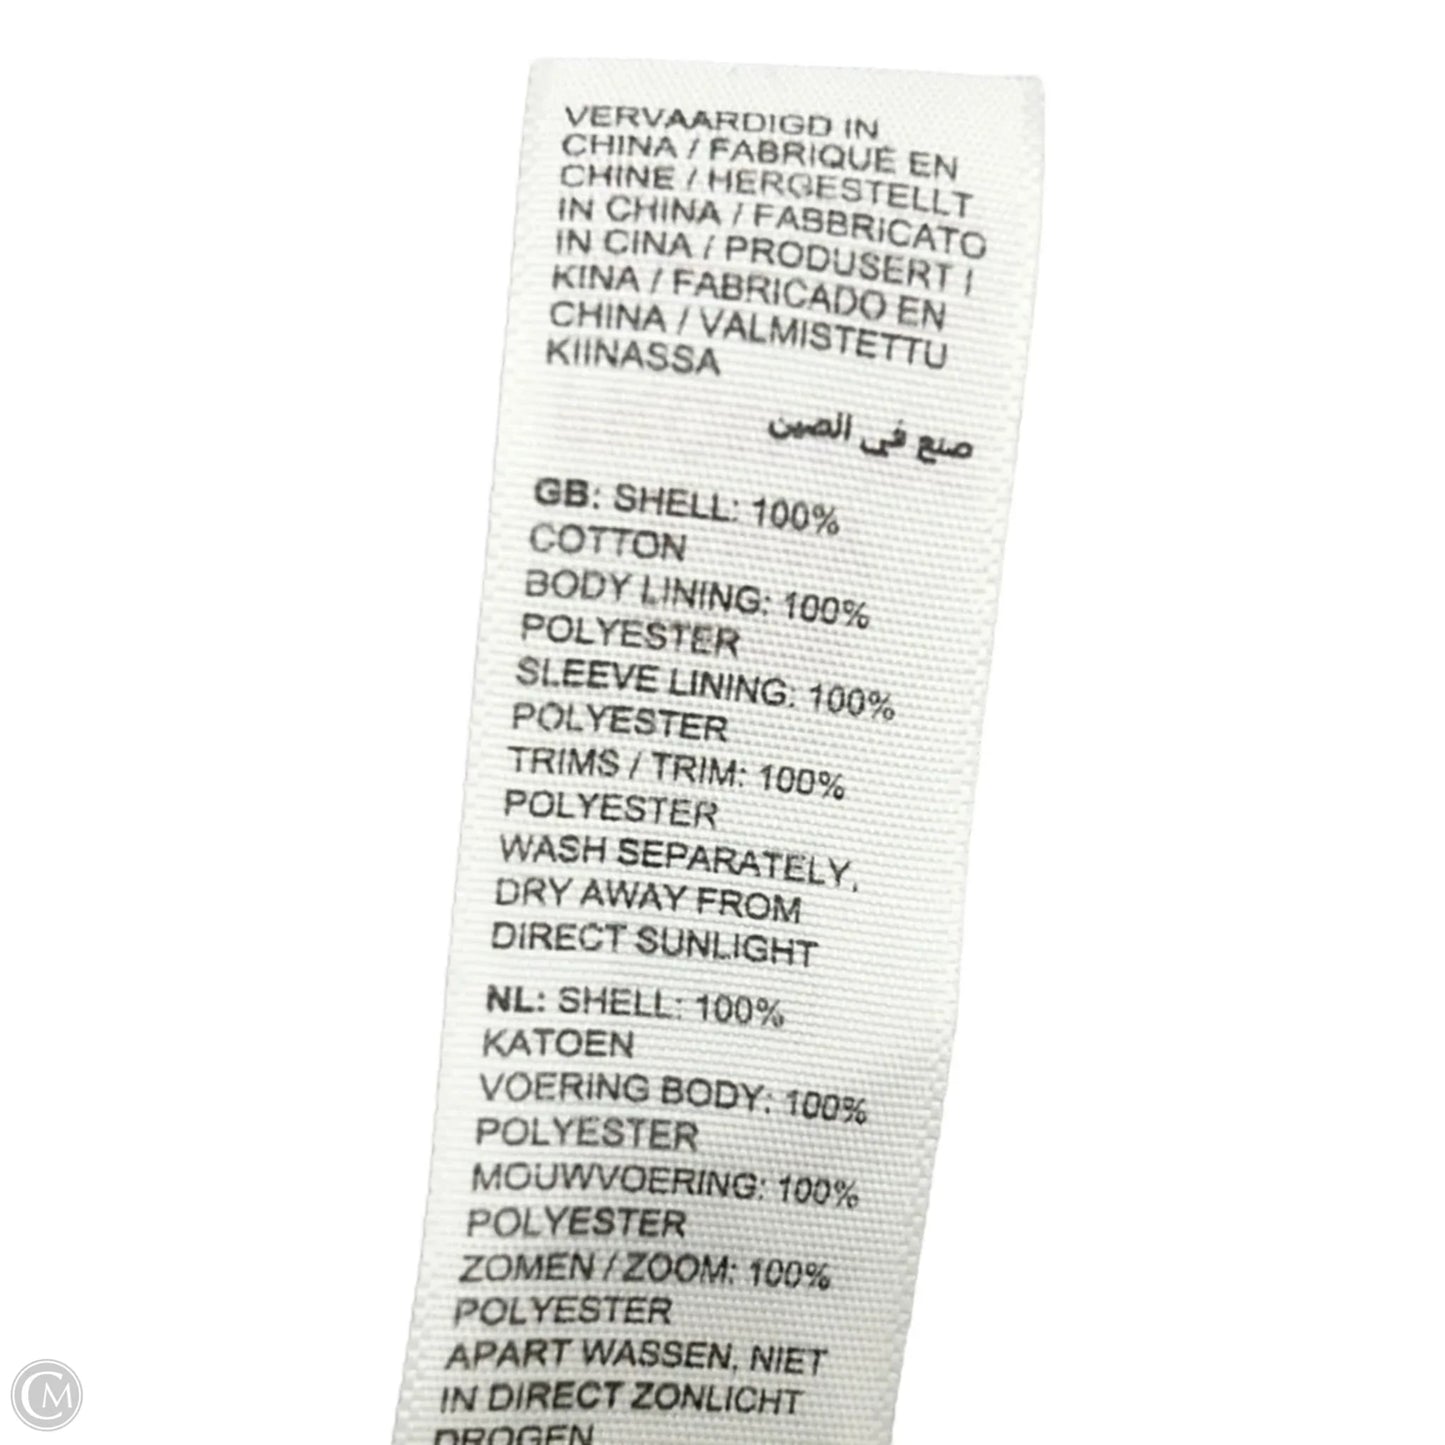 VERVAARDIGD IN
CHINA / FABRIQUÉ EN
CHINE / HERGESTELLT
IN CHINA / FABBRICATO
IN CINA / PRODUSERT I
KINA / FABRICADO EN
CHINA / VALMISTETTU
KIINASSA
صنع في الصين
GB: SHELL: 100%
COTTON
BODY LINING: 100%
POLYESTER
SLEEVE LINING: 100%
POLYESTER
TRIMS / TRIM: 100%
POLYESTER
WASH SEPARATELY,
DRY AWAY FROM
DIRECT SUNLIGHT
NL: SHELL: 100%
KATOEN
VOERING BODY: 100%
POLYESTER
MOUWVOERING: 100%
POLYESTER
ZOMEN / ZOOM: 100%
POLYESTER
APART WASSEN, NIET
IN DIRECT ZONLICHT
DROGEN
CM